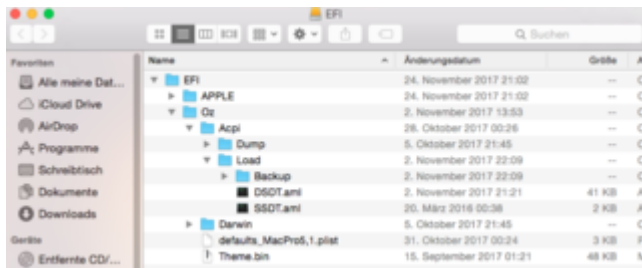 EFI
Suchen
Favoriten
Alle meine Dat...
iCloud Drive
AirDrop
Programme
Schreibtisch
Dokumente
Downloads
Geräte
Entfernte CD/...
Name Änderungsdatum Größe
EFI 24. November 2017 21:02 --
APPLE 24. November 2017 21:02 --
Oz 2. November 2017 13:53 --
Acpi 28. Oktober 2017 00:26 --
Dump 5. Oktober 2017 21:45 --
Load 2. November 2017 22:09 --
Backup 2. November 2017 22:09 --
DSDT.aml 2. November 2017 21:21 41 KB
SSDT.aml 20. März 2016 00:38 2 KB
Darwin 5. Oktober 2017 21:45 --
defaults_MacPro5,1.plist 31. Oktober 2017 00:24 3 KB
Theme.bin 15. September 2017 01:21 48 KB